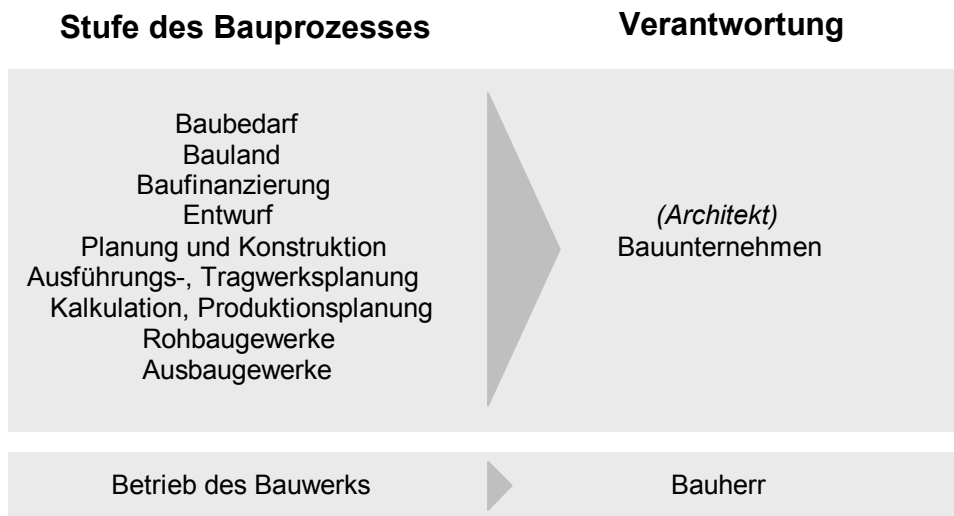 Stufe des Bauprozesses
Verantwortung
Baubedarf
Bauland
Baufinanzierung
Entwurf
Planung und Konstruktion
Ausführungs-, Tragwerksplanung
Kalkulation, Produktionsplanung
Rohbaugewerke
Ausbaugewerke
(Architekt)
Bauunternehmen
Betrieb des Bauwerks
Bauherr